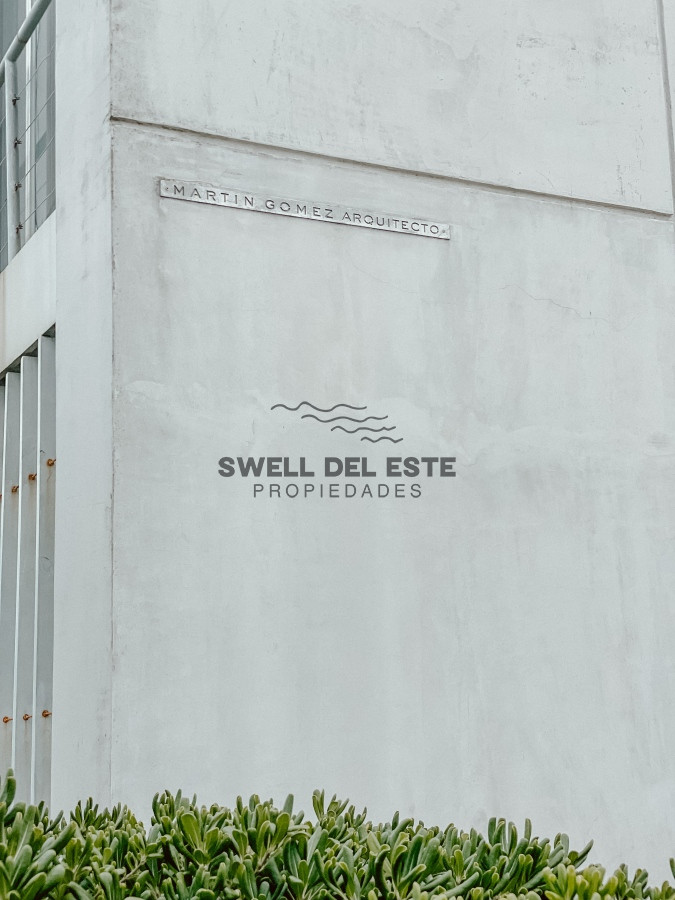 MARTIN GOMEZ ARQUITECTO
SWELL DEL ESTE
PROPIEDADES